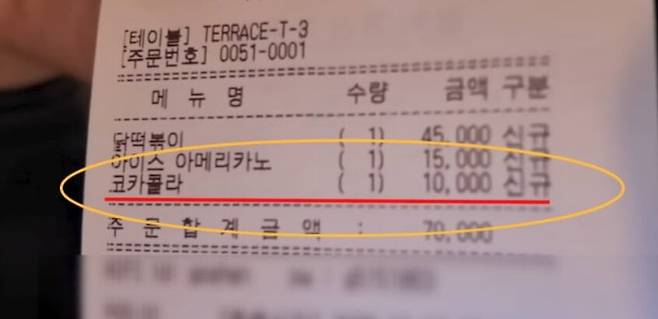 [테이블] TERRACE-T-3
[주문번호] 0051-0001
메 뉴 명 수량 금액 구분
닭떡볶이 ( 1) 45,000 신규
아이스 아메리카노 ( 1) 15,000 신규
코카콜라 ( 1) 10,000 신규
주 문 합 계 금 액 : 70,000